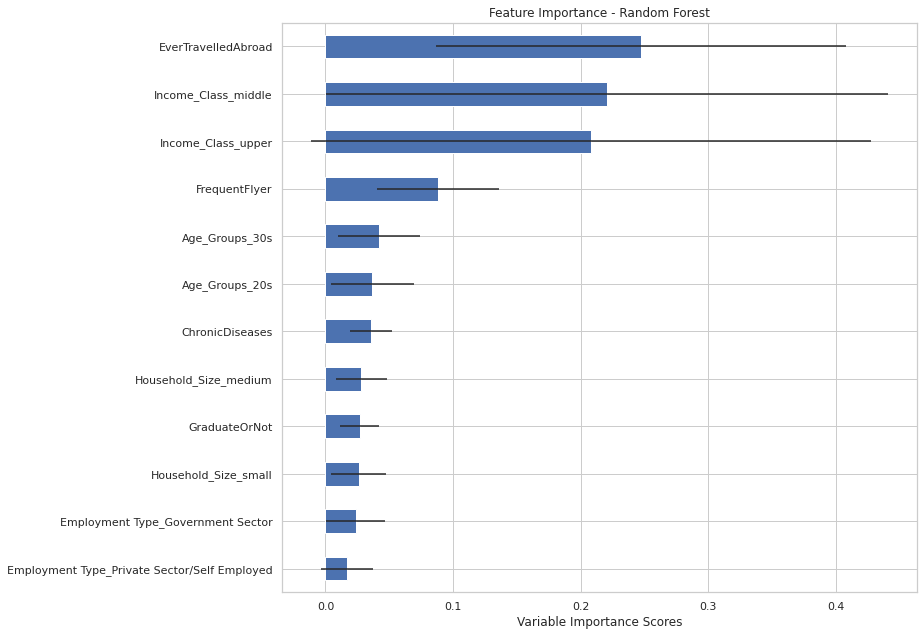 Feature Importance - Random Forest
EverTravelledAbroad
Income_Class_middle
Income_Class_upper
FrequentFlyer
Age_Groups_30s
Age_Groups_20s
ChronicDiseases
Household_Size_medium
GraduateOrNot
Household_Size_small
Employment Type_Government Sector
Employment Type_Private Sector/Self Employed
0.0 0.1 0.2 0.3 0.4
Variable Importance Scores